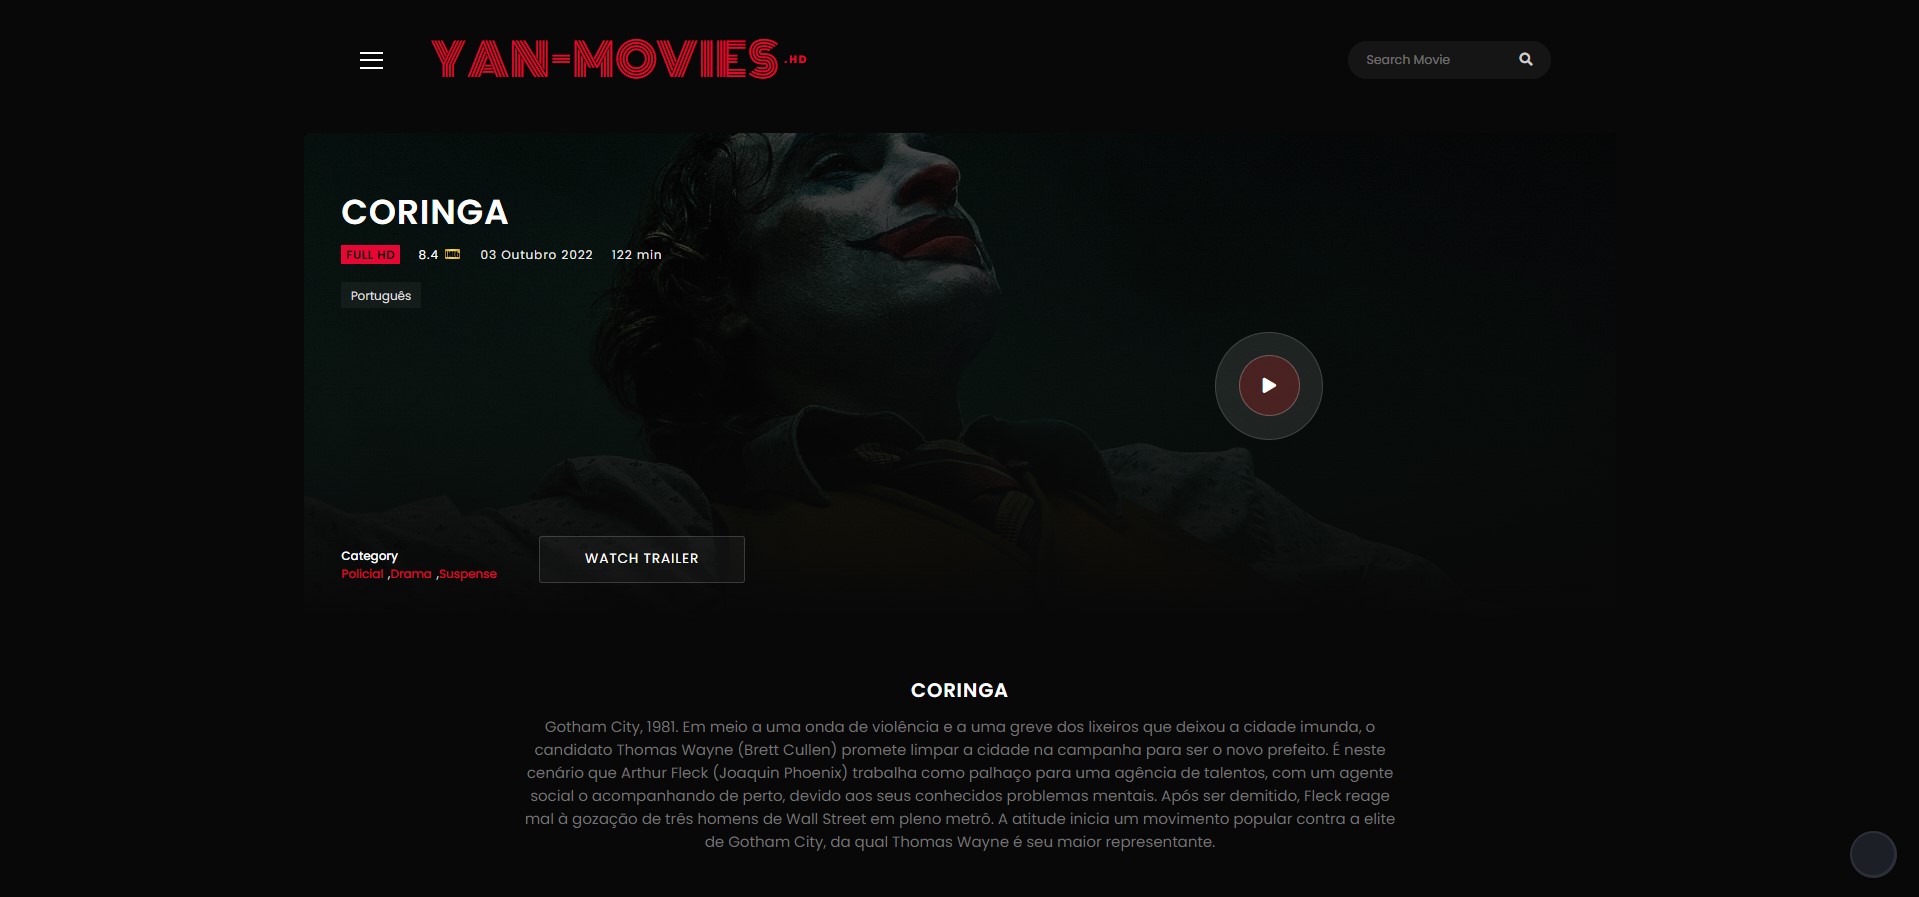 YAN-MOVIES.HD
Search Movie
CORINGA
FULL HD 8.4 03 Outubro 2022 122 min
Português
Category
Policial ,Drama ,Suspense
WATCH TRAILER
CORINGA
Gotham City, 1981. Em meio a uma onda de violência e a uma greve dos lixeiros que deixou a cidade imunda, o
candidato Thomas Wayne (Brett Cullen) promete limpar a cidade na campanha para ser o novo prefeito. É neste
cenário que Arthur Fleck (Joaquin Phoenix) trabalha como palhaço para uma agência de talentos, com um agente
social o acompanhando de perto, devido aos seus conhecidos problemas mentais. Após ser demitido, Fleck reage
mal à gozação de três homens de Wall Street em pleno metrô. A atitude inicia um movimento popular contra a elite
de Gotham City, da qual Thomas Wayne é seu maior representante.